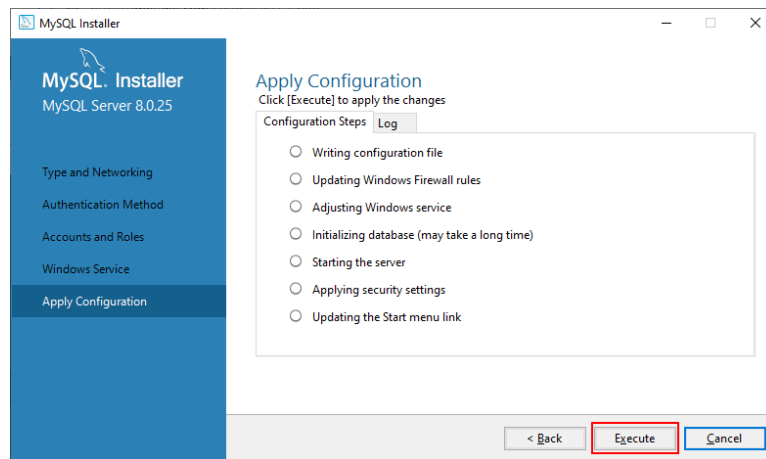 MySQL Installer
MySQL. Installer
MySQL Server 8.0.25
Type and Networking
Authentication Method
Accounts and Roles
Windows Service
Apply Configuration
Apply Configuration
Click [Execute] to apply the changes
Configuration Steps Log
Writing configuration file
Updating Windows Firewall rules
Adjusting Windows service
Initializing database (may take a long time)
Starting the server
Applying security settings
Updating the Start menu link
< Back Execute Cancel